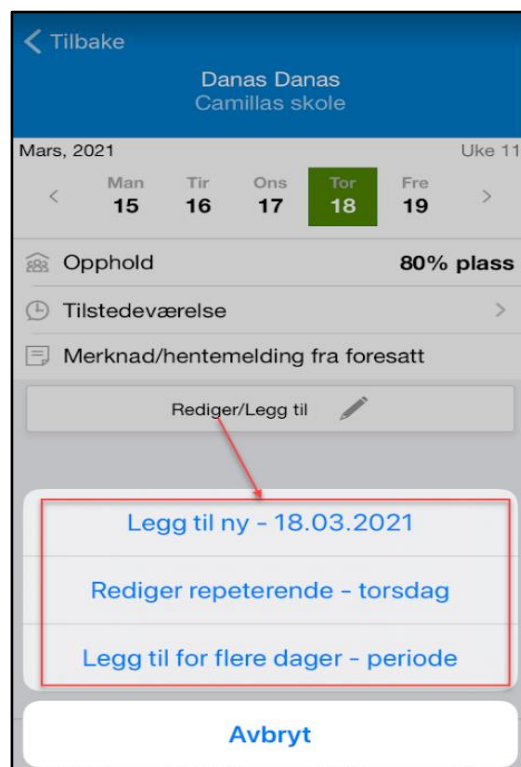 Tilbake
Danas Danas
Camillas skole
Mars, 2021 Uke 11
Man Tir Ons Tor Fre
15 16 17 18 19
Opphold 80% plass
Tilstedeværelse
Merknad/hentemelding fra foresatt
Rediger/Legg til
Legg til ny - 18.03.2021
Rediger repeterende - torsdag
Legg til for flere dager - periode
Avbryt